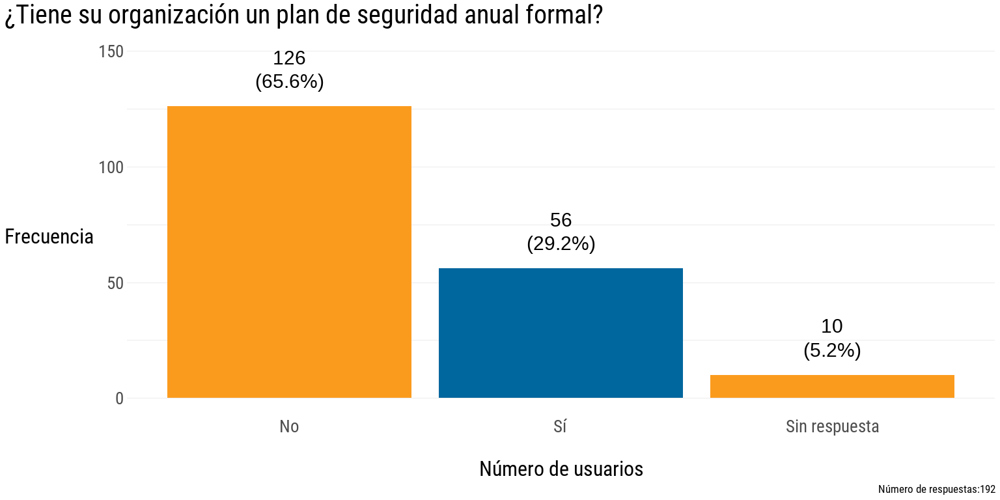 ¿Tiene su organización un plan de seguridad anual formal?
150
126
(65.6%)
100
56
(29.2%)
Frecuencia
50
10
(5.2%)
0
No
Sí
Sin respuesta
Número de usuarios
Número de respuestas:192